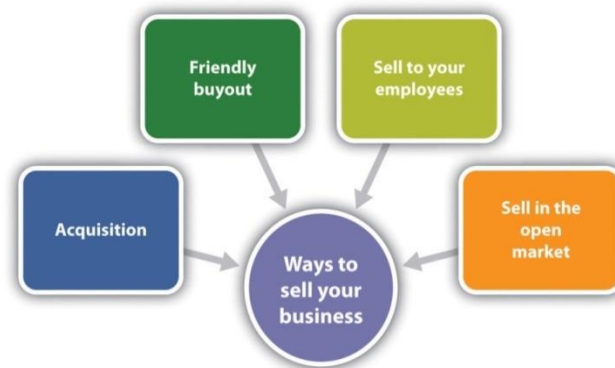 Friendly
buyout
Sell to your
employees
Acquisition
Sell in the
open
market
Ways to
sell your
business